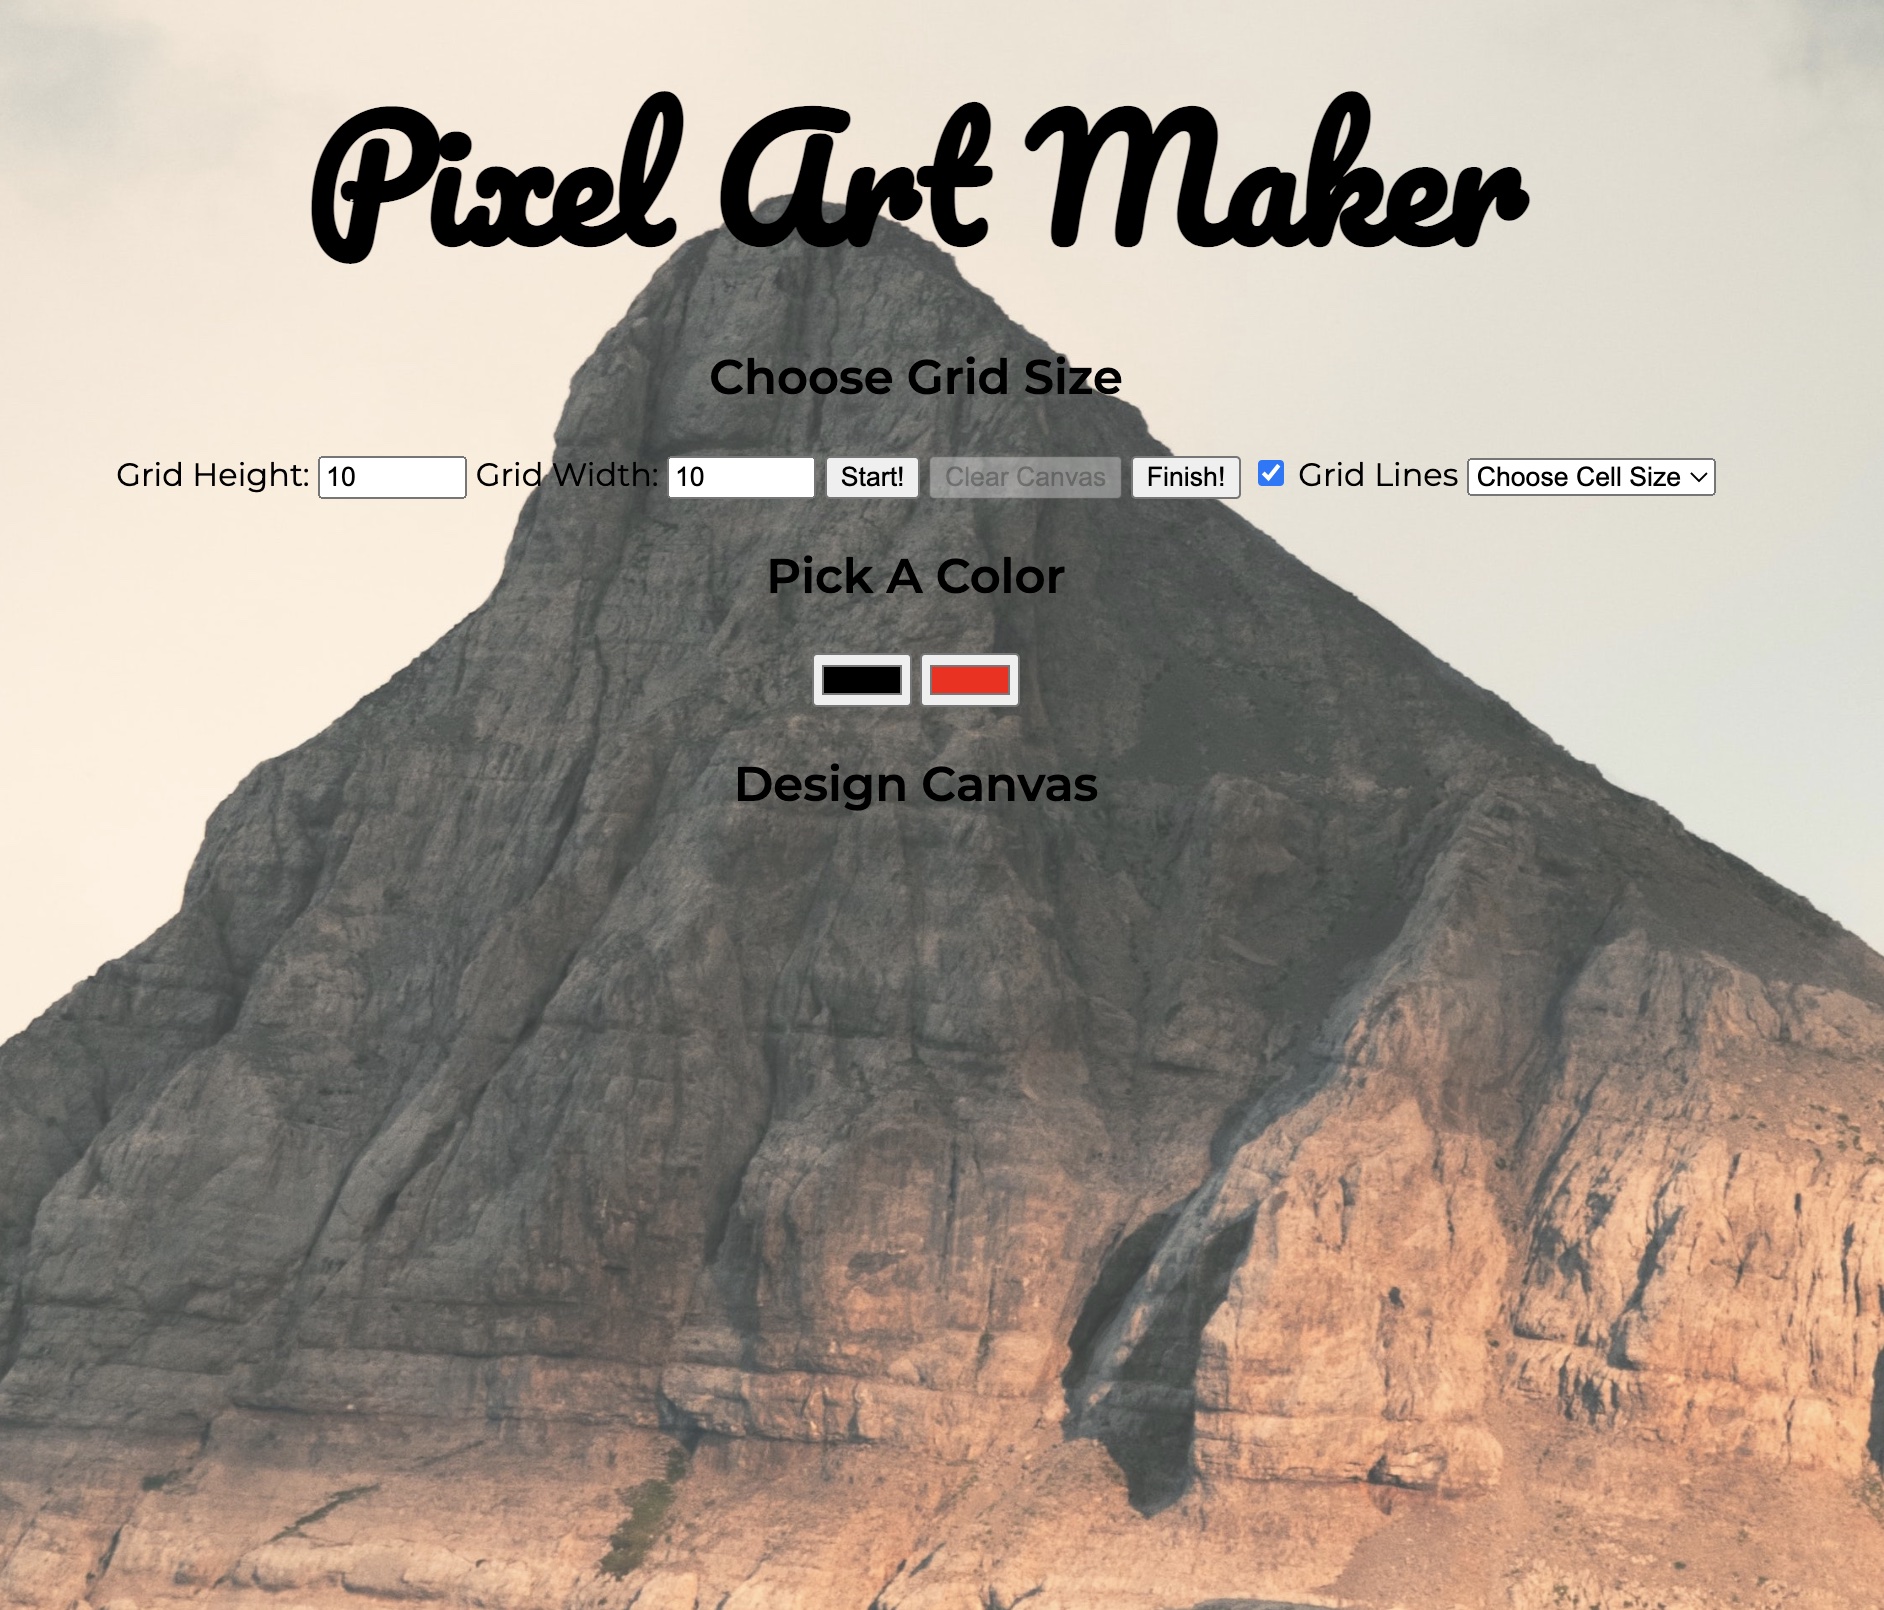 Pixel Art Maker
Choose Grid Size
Grid Height: 10 Grid Width: 10 Start! Clear Canvas Finish! Grid Lines Choose Cell Size
Pick A Color
Design Canvas